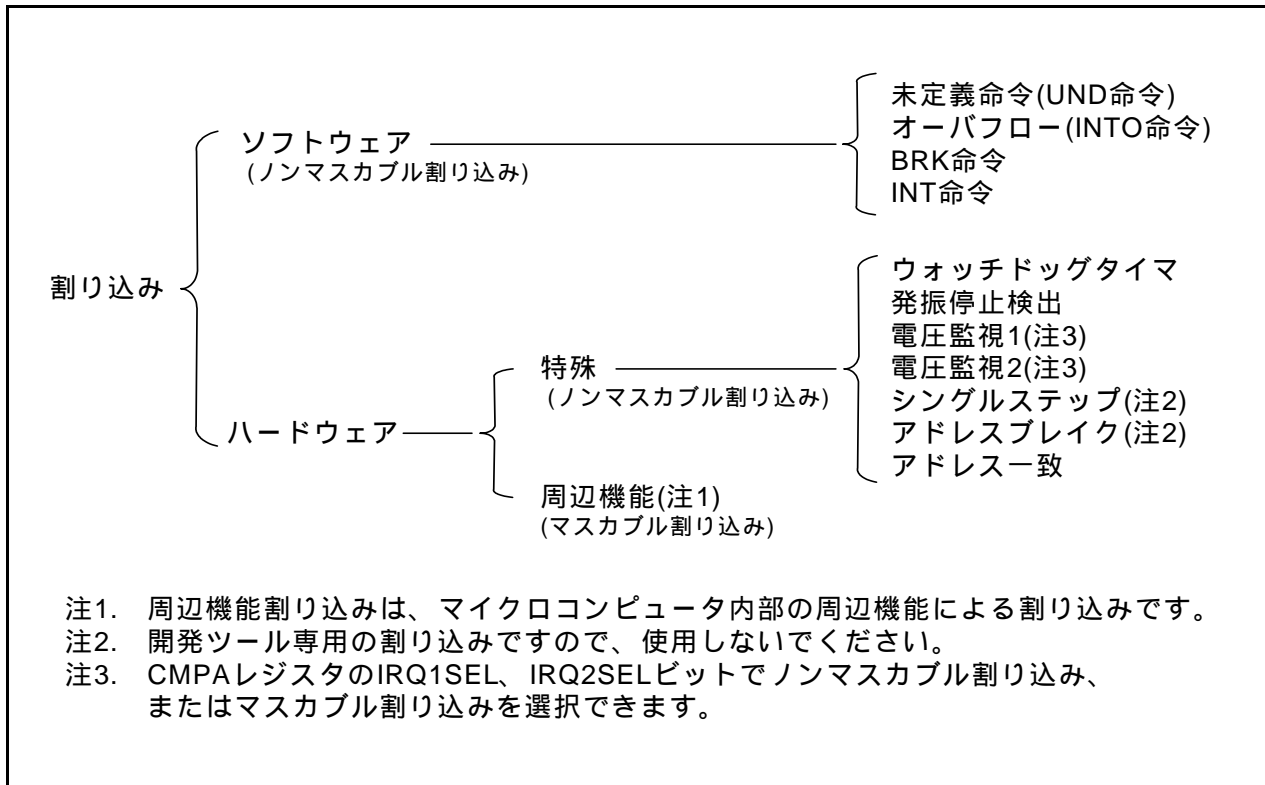 未定義命令(UND命令)
オーバフロー(INTO命令)
BRK命令
INT命令
ソフトウェア
(ノンマスカブル割り込み)
割り込み
ウォッチドッグタイマ
発振停止検出
電圧監視1(注3)
電圧監視2(注3)
シングルステップ(注2)
アドレスブレイク(注2)
アドレス一致
特殊
(ノンマスカブル割り込み)
ハードウェア
周辺機能(注1)
(マスカブル割り込み)
注1. 周辺機能割り込みは、マイクロコンピュータ内部の周辺機能による割り込みです。
注2. 開発ツール専用の割り込みですので、使用しないでください。
注3. CMPAレジスタのIRQ1SEL、IRQ2SELビットでノンマスカブル割り込み、
またはマスカブル割り込みを選択できます。